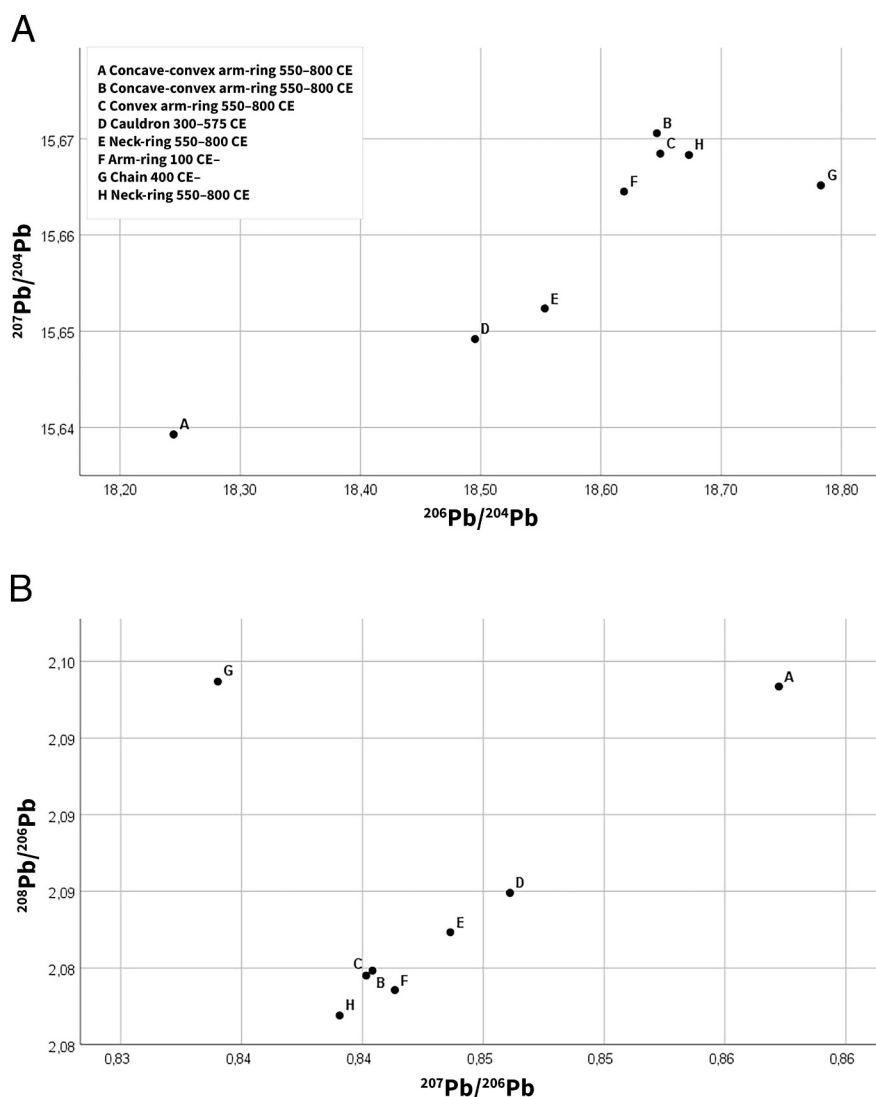 A
A Concave-convex arm-ring 550–800 CE
B Concave-convex arm-ring 550–800 CE
C Convex arm-ring 550–800 CE
D Cauldron 300–575 CE
E Neck-ring 550–800 CE
F Arm-ring 100 CE–
G Chain 400 CE–
H Neck-ring 550–800 CE
15,67
15,66
15,65
15,64
²⁰⁷Pb/²⁰⁴Pb
B
C
H
F
G
E
D
A
18,20 18,30 18,40 18,50 18,60 18,70 18,80
²⁰⁶Pb/²⁰⁴Pb
B
2,10
2,09
2,09
2,09
2,08
2,08
²⁰⁸Pb/²⁰⁶Pb
G
A
D
E
C
B
F
H
0,83 0,84 0,84 0,85 0,85 0,86 0,86
²⁰⁷Pb/²⁰⁶Pb